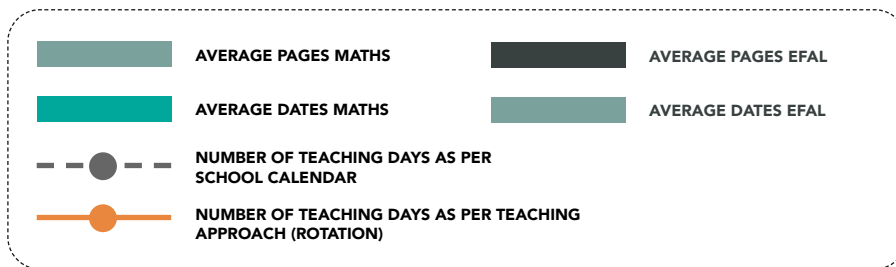 AVERAGE PAGES MATHS
AVERAGE PAGES EFAL
AVERAGE DATES MATHS
AVERAGE DATES EFAL
NUMBER OF TEACHING DAYS AS PER
SCHOOL CALENDAR
NUMBER OF TEACHING DAYS AS PER TEACHING
APPROACH (ROTATION)